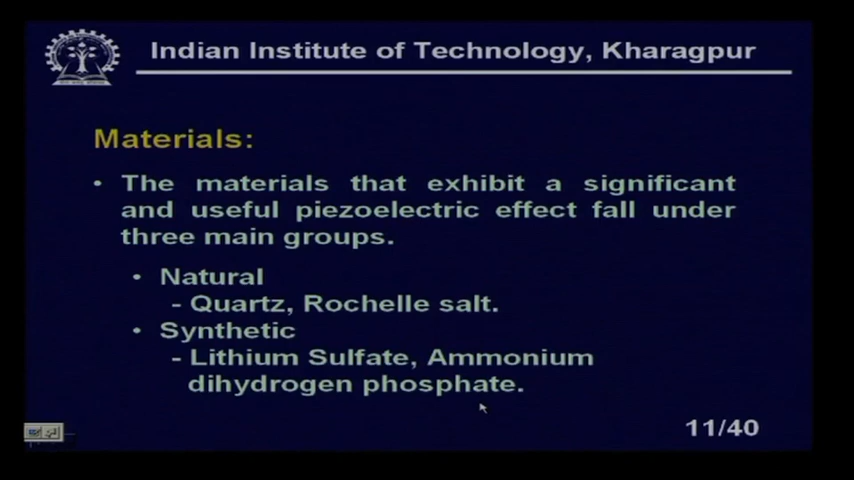 Indian Institute of Technology, Kharagpur
Materials:
• The materials that exhibit a significant
and useful piezoelectric effect fall under
three main groups.
• Natural
- Quartz, Rochelle salt.
• Synthetic
- Lithium Sulfate, Ammonium
dihydrogen phosphate.
11/40